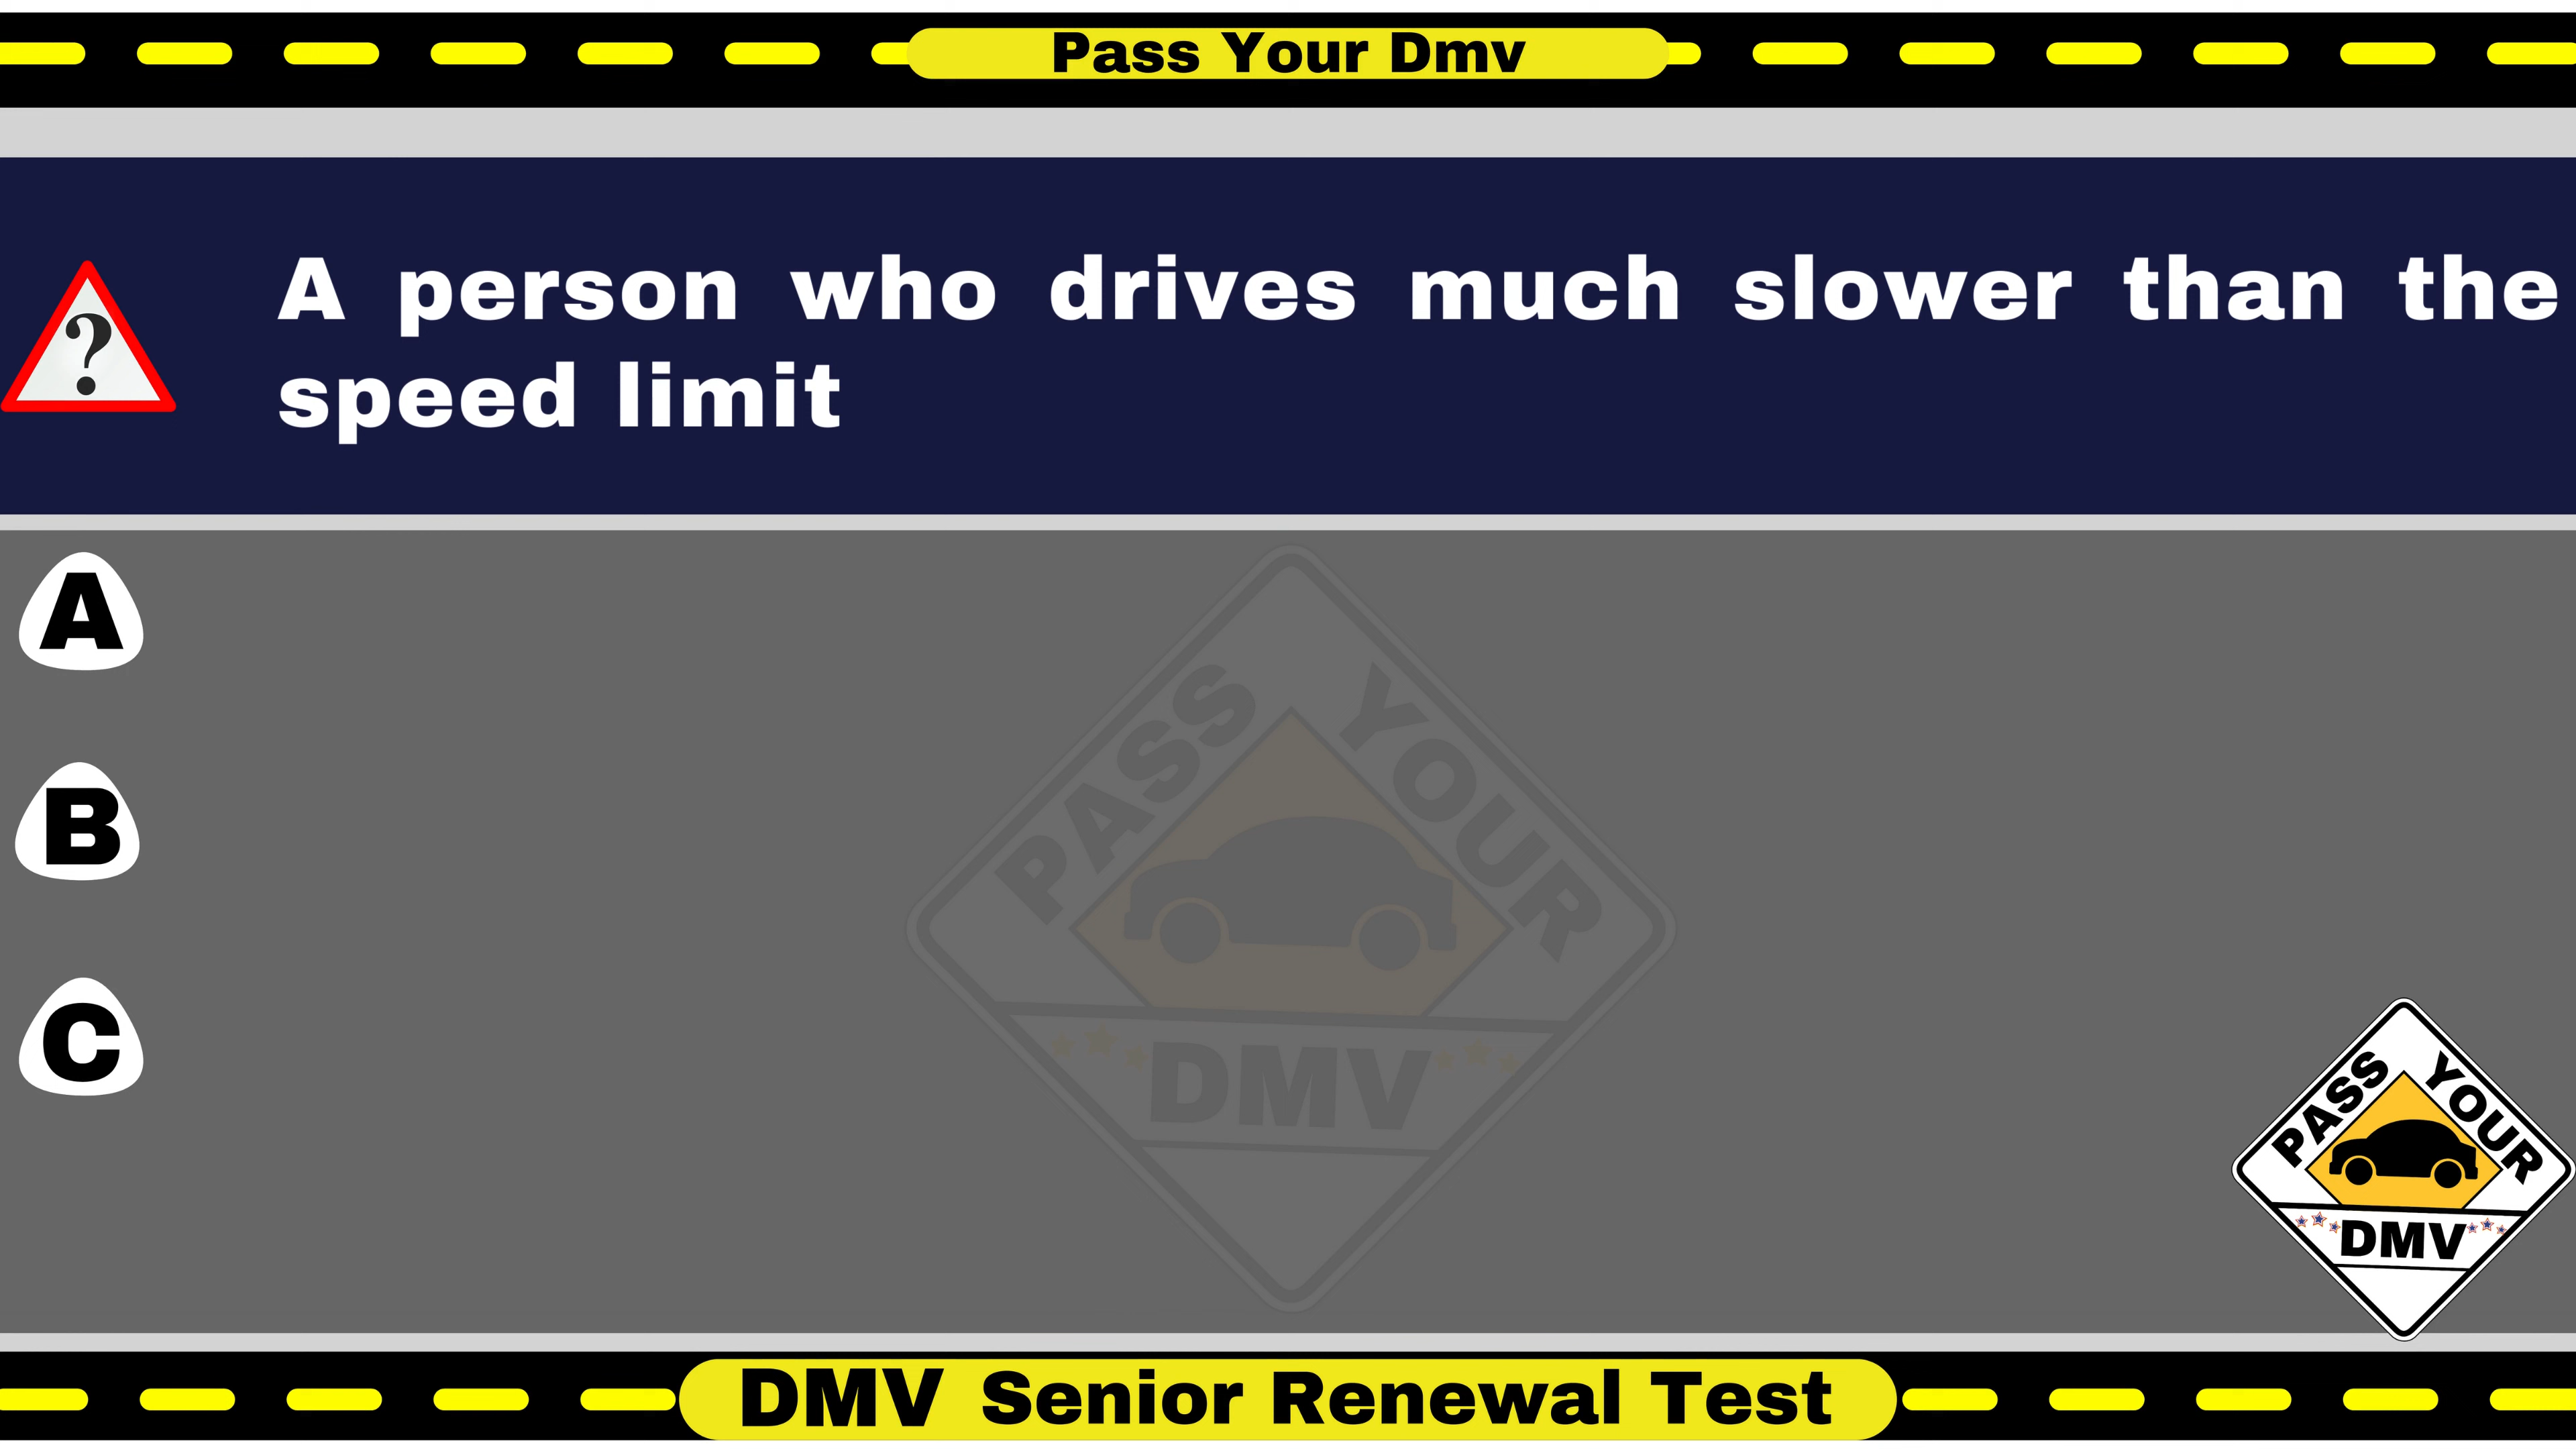 Pass Your Dmv
?
A person who drives much slower than the
speed limit
A
B
C
PASS YOUR
DMV
PASS YOUR
DMV
DMV Senior Renewal Test